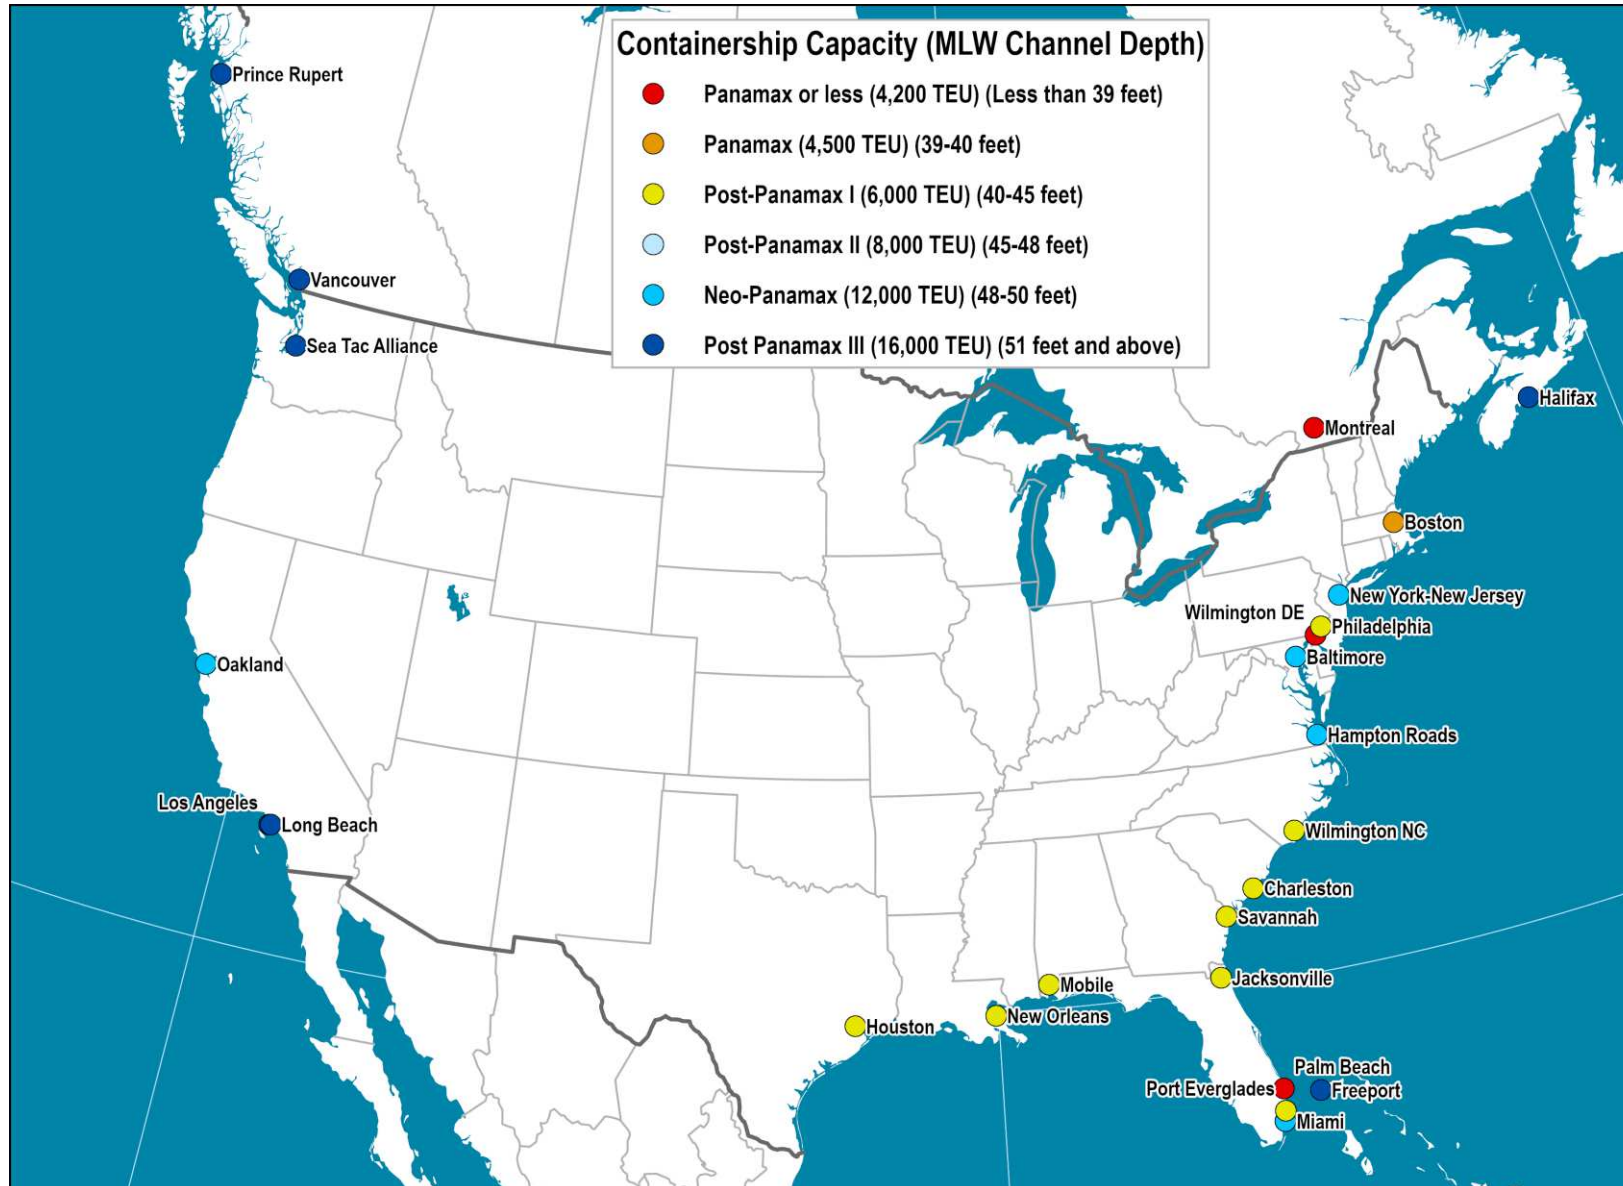 Containership Capacity (MLW Channel Depth)
Panamax or less (4,200 TEU) (Less than 39 feet)
Panamax (4,500 TEU) (39-40 feet)
Post-Panamax I (6,000 TEU) (40-45 feet)
Post-Panamax II (8,000 TEU) (45-48 feet)
Neo-Panamax (12,000 TEU) (48-50 feet)
Post Panamax III (16,000 TEU) (51 feet and above)
Prince Rupert
Vancouver
Sea Tac Alliance
Halifax
Montreal
Boston
New York-New Jersey
Wilmington DE
Philadelphia
Baltimore
Oakland
Hampton Roads
Los Angeles
Long Beach
Wilmington NC
Charleston
Savannah
Jacksonville
Mobile
New Orleans
Houston
Palm Beach
Port Everglades
Freeport
Miami